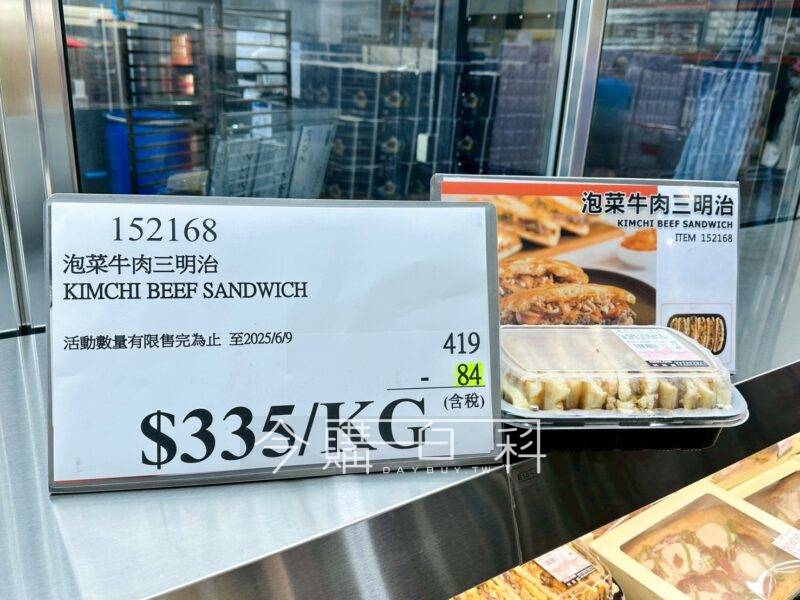 152168
泡菜牛肉三明治
KIMCHI BEEF SANDWICH
活動數量有限售完為止 至2025/6/9
419
- 84
(含稅)
$335/KG
泡菜牛肉三明治
KIMCHI BEEF SANDWICH
ITEM 152168
今購百科
DAYBUY.TW